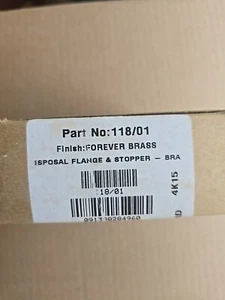 Part No:118/01
Finish:FOREVER BRASS
ISPOSAL FLANGE & STOPPER – BRA
18/01
4K15